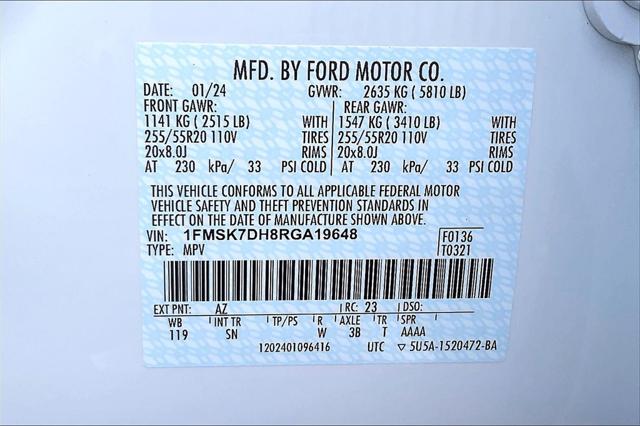 MFD. BY FORD MOTOR CO.
DATE: 01/24 GVWR: 2635 KG ( 5810 LB)
FRONT GAWR: REAR GAWR:
1141 KG ( 2515 LB) WITH 1547 KG ( 3410 LB) WITH
255/55R20 110V TIRES 255/55R20 110V TIRES
20x8.0J RIMS 20x8.0J RIMS
AT 230 kPa/ 33 PSI COLD AT 230 kPa/ 33 PSI COLD
THIS VEHICLE CONFORMS TO ALL APPLICABLE FEDERAL MOTOR
VEHICLE SAFETY AND THEFT PREVENTION STANDARDS IN
EFFECT ON THE DATE OF MANUFACTURE SHOWN ABOVE.
VIN: 1FMSK7DH8RGA19648 F0136
TYPE: MPV T0321
EXT PNT: AZ RC: 23 DSO:
WB INT TR TP/PS R AXLE TR SPR
119 SN W 3B T AAAA
1202401096416 UTC ▽ 5U5A-1520472-BA